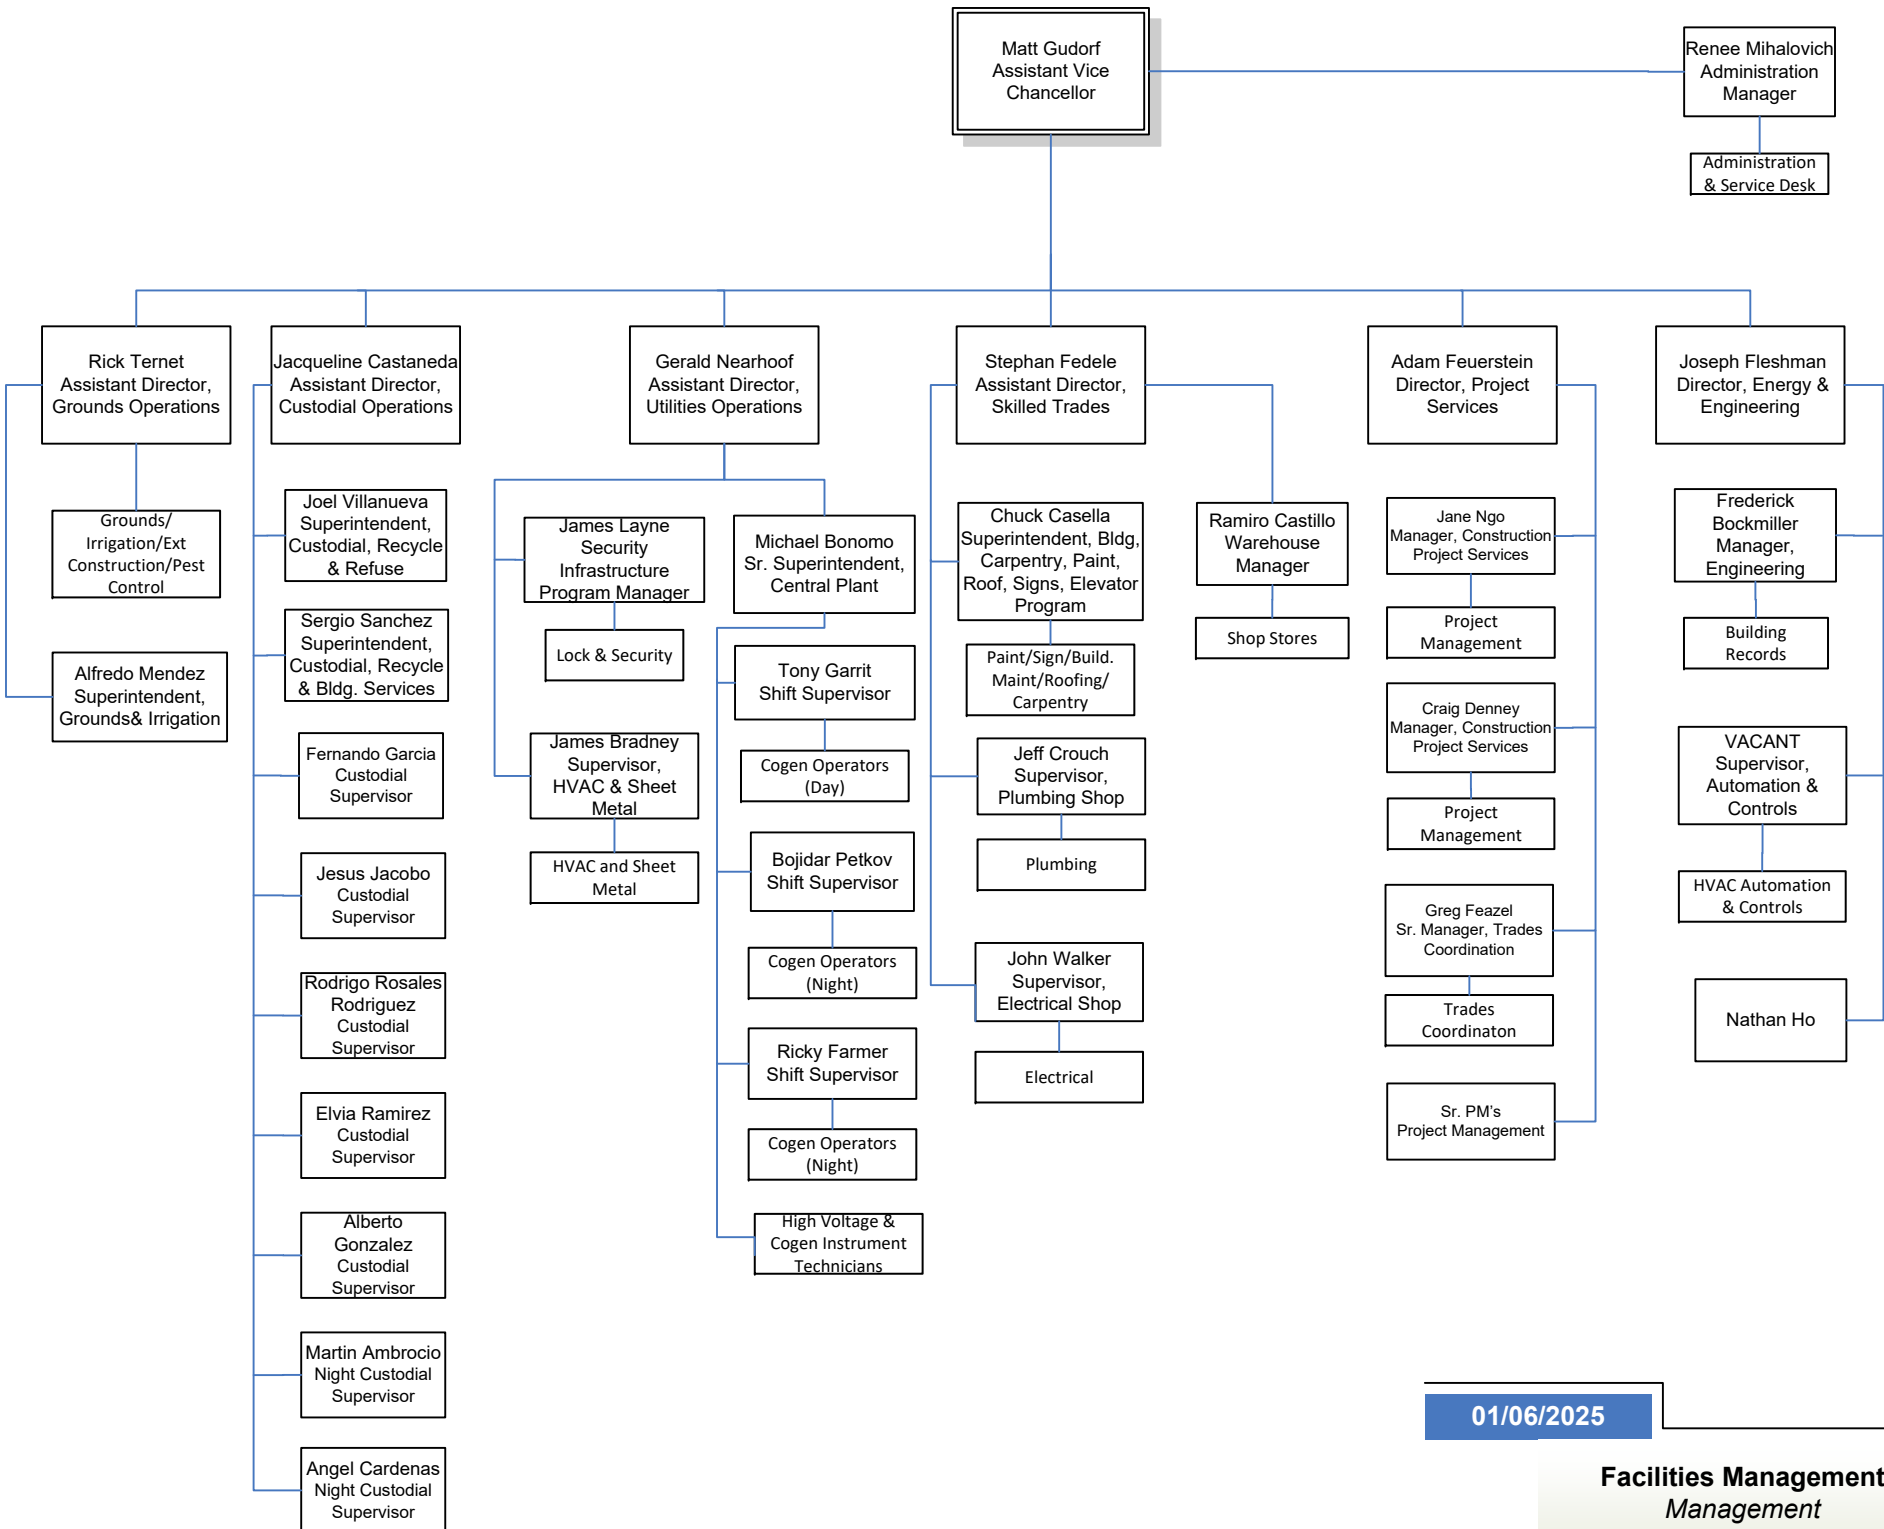 Matt Gudorf
Assistant Vice
Chancellor
Renee Mihalovich
Administration
Manager
Administration
& Service Desk
Rick Ternet
Assistant Director,
Grounds Operations
Grounds/
Irrigation/Ext
Construction/Pest
Control
Alfredo Mendez
Superintendent,
Grounds& Irrigation
Jacqueline Castaneda
Assistant Director,
Custodial Operations
Joel Villanueva
Superintendent,
Custodial, Recycle
& Refuse
Sergio Sanchez
Superintendent,
Custodial, Recycle
& Bldg. Services
Fernando Garcia
Custodial
Supervisor
Jesus Jacobo
Custodial
Supervisor
Rodrigo Rosales
Rodriguez
Custodial
Supervisor
Elvia Ramirez
Custodial
Supervisor
Alberto
Gonzalez
Custodial
Supervisor
Martin Ambrocio
Night Custodial
Supervisor
Angel Cardenas
Night Custodial
Supervisor
Gerald Nearhoof
Assistant Director,
Utilities Operations
James Layne
Security
Infrastructure
Program Manager
Lock & Security
James Bradney
Supervisor,
HVAC & Sheet
Metal
HVAC and Sheet
Metal
Michael Bonomo
Sr. Superintendent,
Central Plant
Tony Garrit
Shift Supervisor
Cogen Operators
(Day)
Bojidar Petkov
Shift Supervisor
Cogen Operators
(Night)
Ricky Farmer
Shift Supervisor
Cogen Operators
(Night)
High Voltage &
Cogen Instrument
Technicians
Stephan Fedele
Assistant Director,
Skilled Trades
Chuck Casella
Superintendent, Bldg,
Carpentry, Paint,
Roof, Signs, Elevator
Program
Paint/Sign/Build.
Maint/Roofing/
Carpentry
Jeff Crouch
Supervisor,
Plumbing Shop
Plumbing
John Walker
Supervisor,
Electrical Shop
Electrical
Ramiro Castillo
Warehouse
Manager
Shop Stores
Adam Feuerstein
Director, Project
Services
Jane Ngo
Manager, Construction
Project Services
Project
Management
Craig Denney
Manager, Construction
Project Services
Project
Management
Greg Feazel
Sr. Manager, Trades
Coordination
Trades
Coordinaton
Sr. PM's
Project Management
Joseph Fleshman
Director, Energy &
Engineering
Frederick
Bockmiller
Manager,
Engineering
Building
Records
VACANT
Supervisor,
Automation &
Controls
HVAC Automation
& Controls
Nathan Ho
01/06/2025
Facilities Management
Management